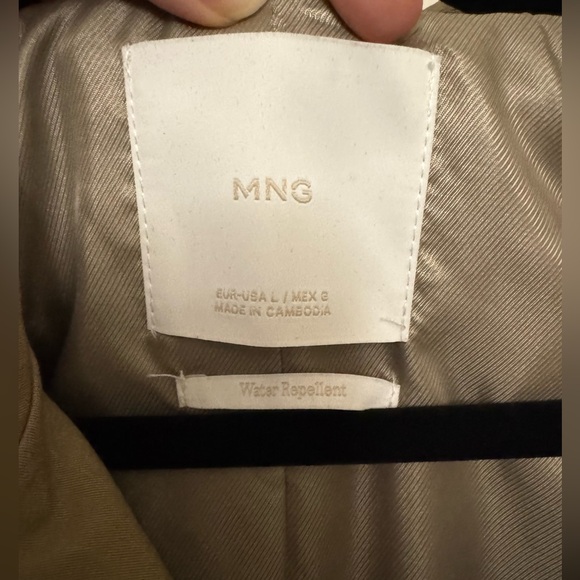 MNG
EUR-USA L / MEX G
MADE IN CAMBODIA
Water Repellent